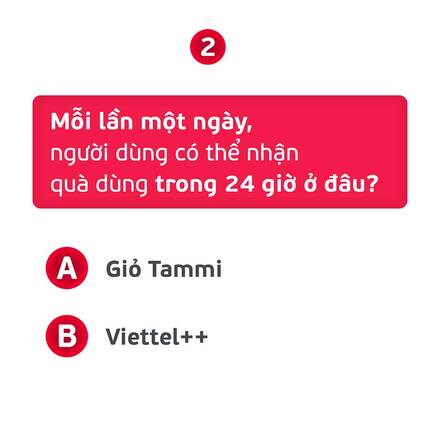 2
Mỗi lần một ngày,
người dùng có thể nhận
quà dùng trong 24 giờ ở đâu?
A Giỏ Tammi
B Viettel++